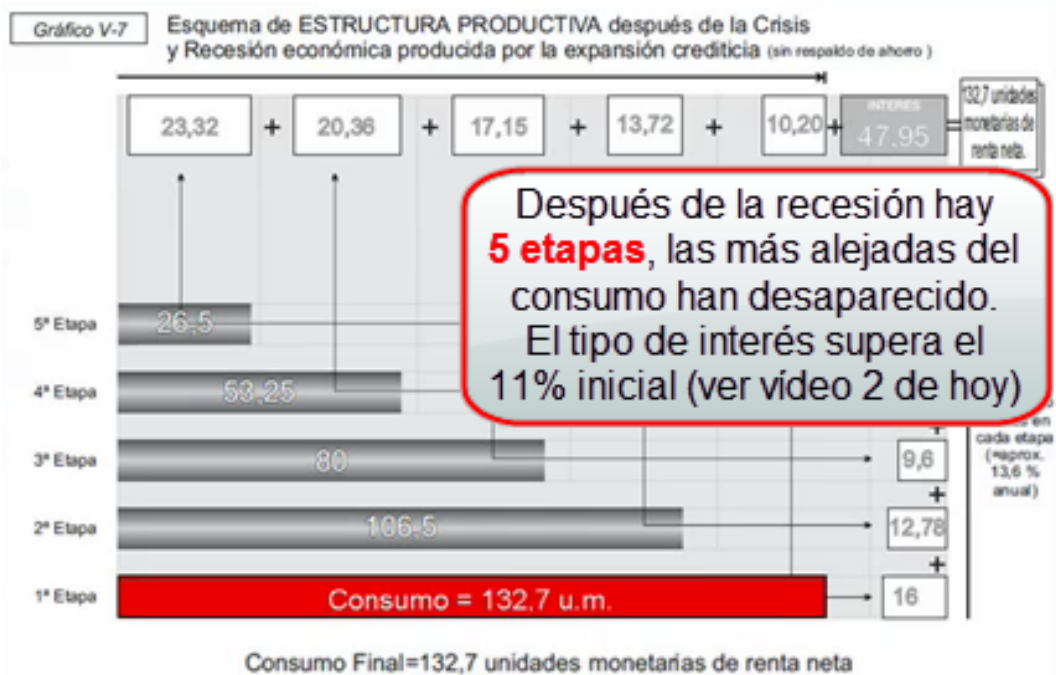 Gráfico V-7
Esquema de ESTRUCTURA PRODUCTIVA después de la Crisis
y Recesión económica producida por la expansión crediticia (sin respaldo de ahorro )
23,32 + 20,36 + 17,15 + 13,72 + 10,20 + INTERÉS 47.95 =
132,7 unidades
monetarias de
renta neta.
Después de la recesión hay
5 etapas, las más alejadas del
consumo han desaparecido.
El tipo de interés supera el
11% inicial (ver vídeo 2 de hoy)
5ª Etapa 26,5
4ª Etapa 53,25
en
cada etapa
(=aprox.
13,6 %
anual)
+
3ª Etapa 80 9,6
+
2ª Etapa 106,5 12,78
+
1ª Etapa Consumo = 132,7 u.m. 16
Consumo Final=132,7 unidades monetarias de renta neta